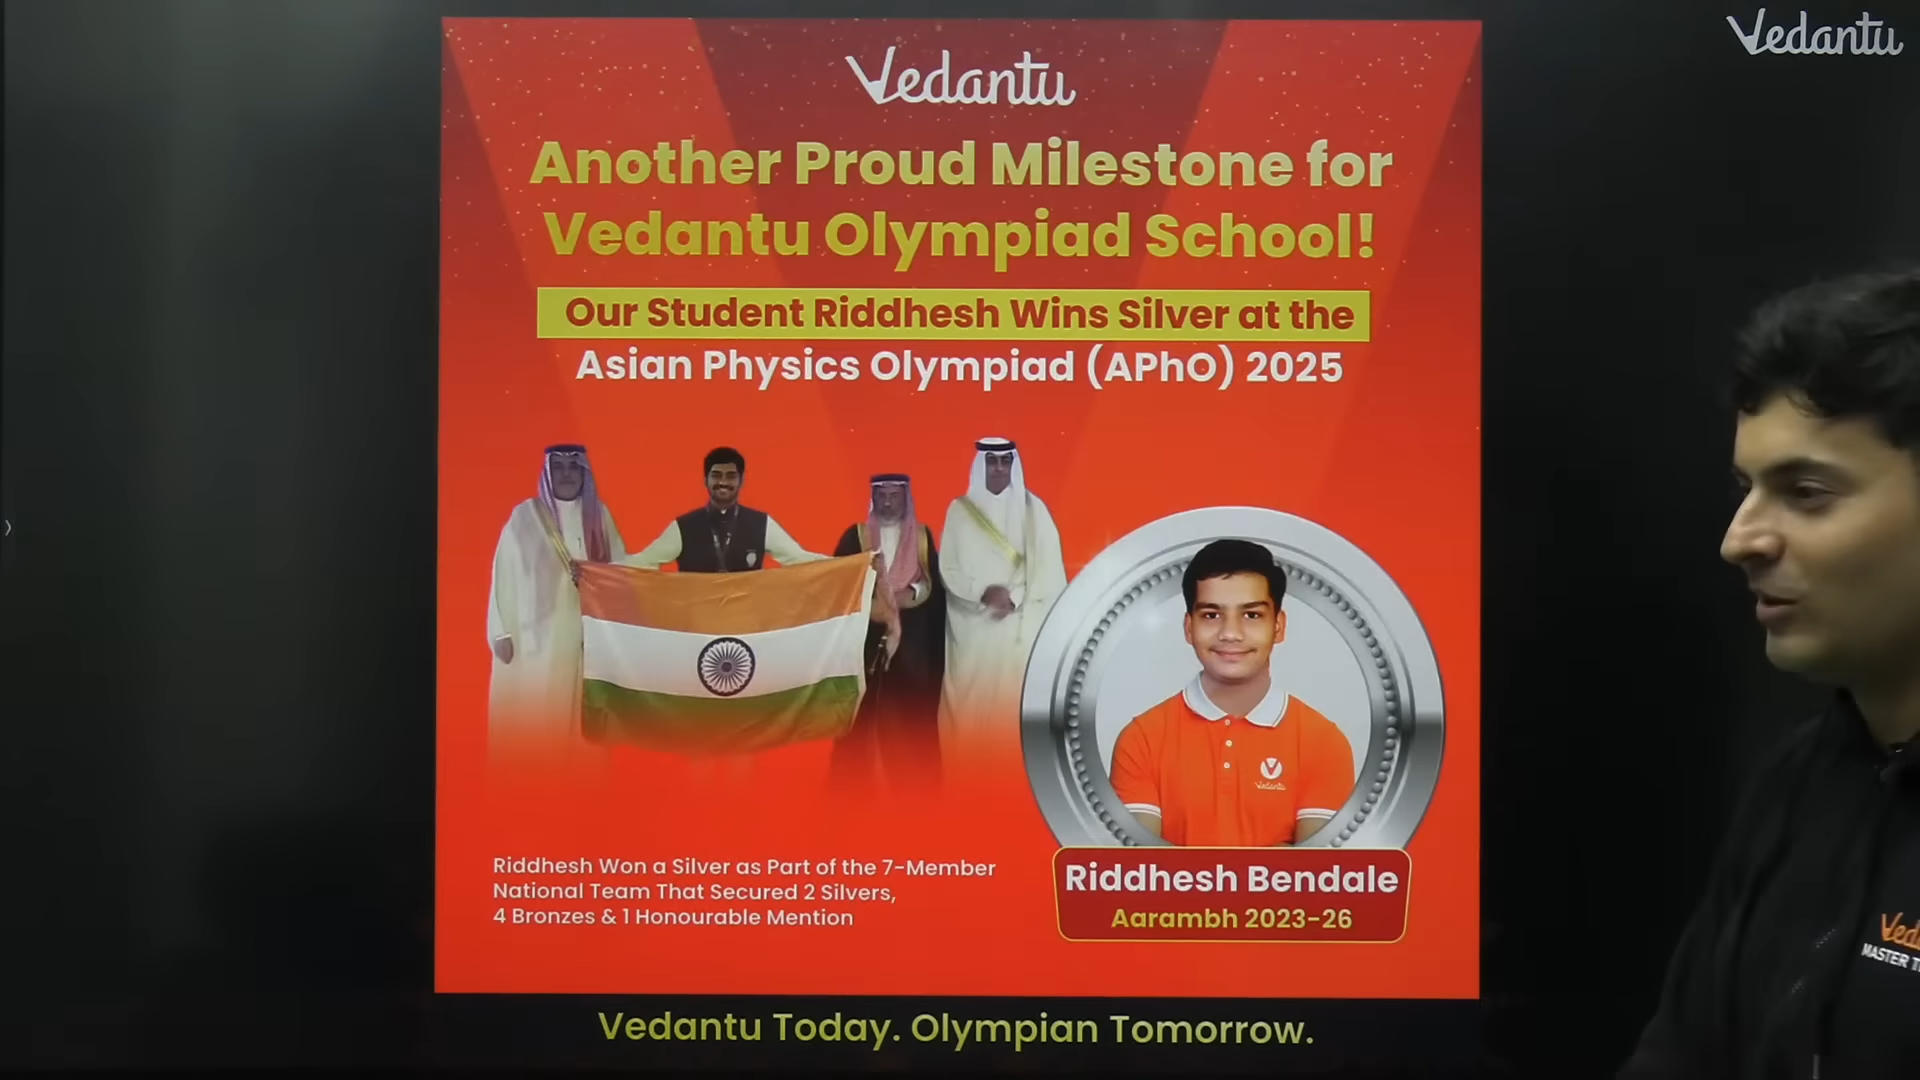 Vedantu
Vedantu
Another Proud Milestone for
Vedantu Olympiad School!
Our Student Riddhesh Wins Silver at the
Asian Physics Olympiad (APhO) 2025
Vedantu
Riddhesh Won a Silver as Part of the 7-Member
National Team That Secured 2 Silvers,
4 Bronzes & 1 Honourable Mention
Riddhesh Bendale
Aarambh 2023-26
MASTER
Vedantu Today. Olympian Tomorrow.